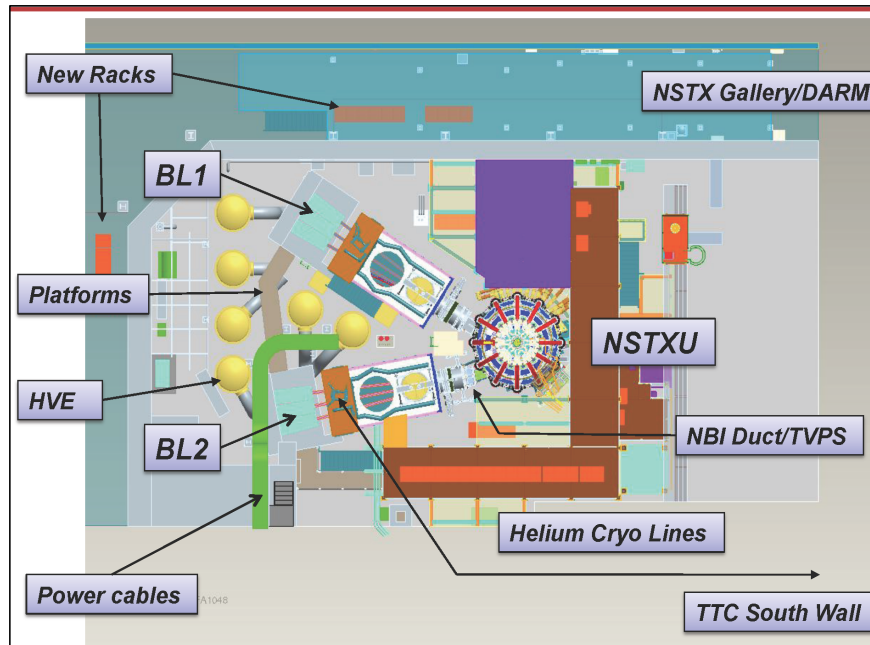 New Racks
NSTX Gallery/DARM
BL1
Platforms
NSTXU
HVE
BL2
NBI Duct/TVPS
Helium Cryo Lines
Power cables
FA1048
TTC South Wall